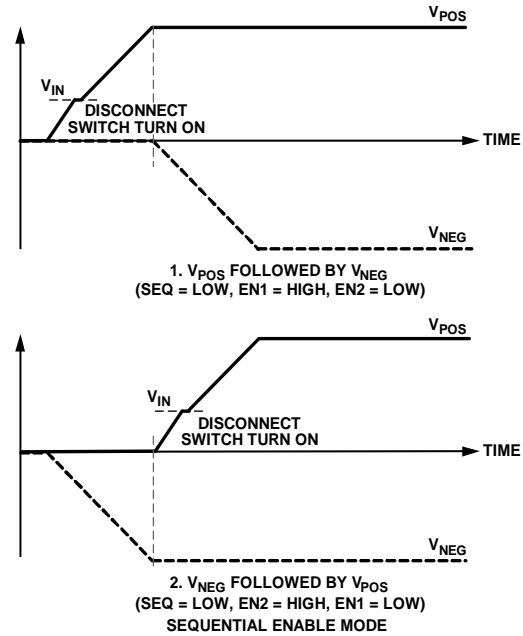 VPOS
VIN
DISCONNECT
SWITCH TURN ON
TIME
VNEG
1. VPOS FOLLOWED BY VNEG
(SEQ = LOW, EN1 = HIGH, EN2 = LOW)
VPOS
VIN
DISCONNECT
SWITCH TURN ON
TIME
VNEG
2. VNEG FOLLOWED BY VPOS
(SEQ = LOW, EN2 = HIGH, EN1 = LOW)
SEQUENTIAL ENABLE MODE